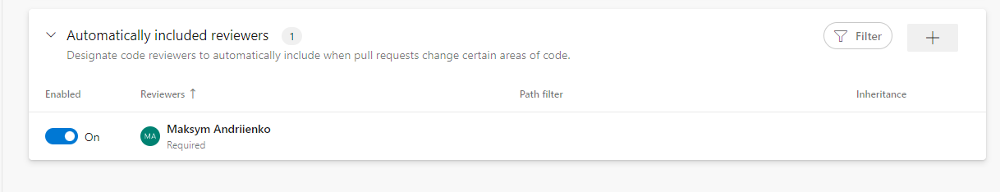 Automatically included reviewers 1
Filter
Designate code reviewers to automatically include when pull requests change certain areas of code.
Enabled Reviewers ↑ Path filter Inheritance
On MA Maksym Andriienko
Required